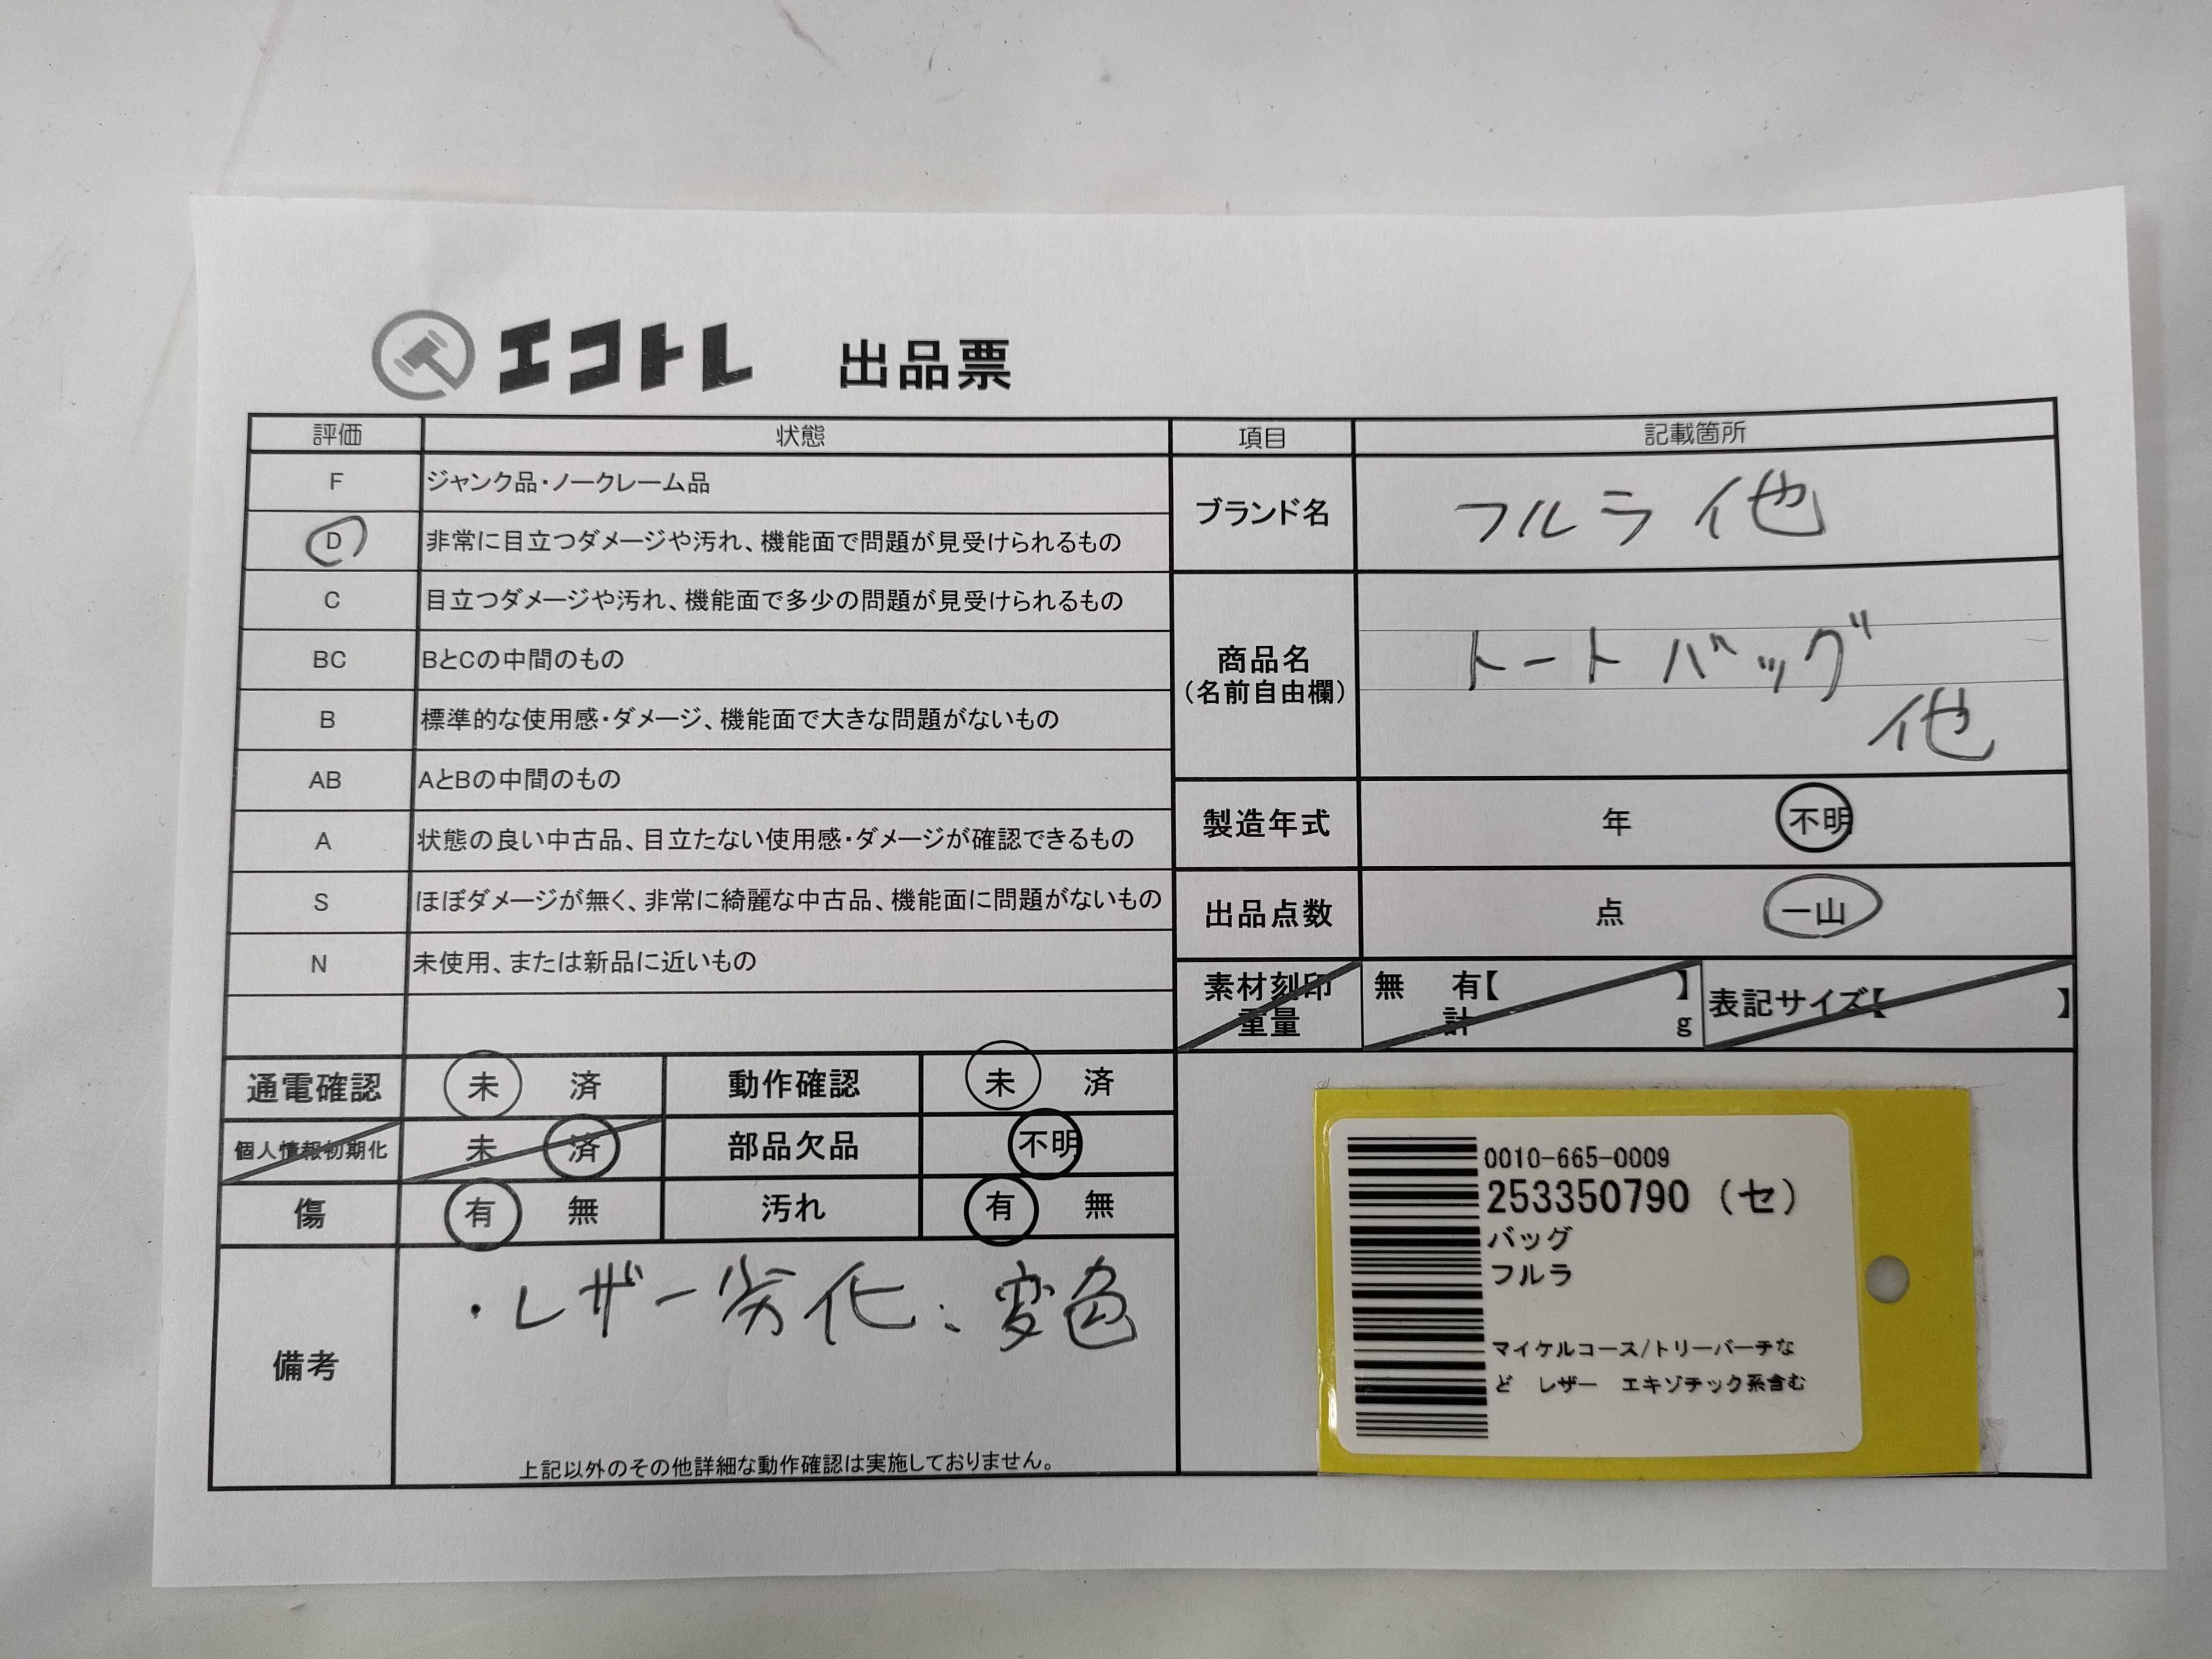 エコトレ 出品票
評価 状態 項目 記載箇所
F ジャンク品・ノークレーム品
D 非常に目立つダメージや汚れ、機能面で問題が見受けられるもの
C 目立つダメージや汚れ、機能面で多少の問題が見受けられるもの
BC BとCの中間のもの
B 標準的な使用感・ダメージ、機能面で大きな問題がないもの
AB AとBの中間のもの
A 状態の良い中古品、目立たない使用感・ダメージが確認できるもの
S ほぼダメージが無く、非常に綺麗な中古品、機能面に問題がないもの
N 未使用、または新品に近いもの
ブランド名 フルラ 他
商品名
(名前自由欄)
トートバッグ
他
製造年式 年 不明
出品点数 点 一山
素材刻印 無 有【 】 表記サイズ【 】
重量 計 g
通電確認 未 済 動作確認 未 済
個人情報初期化 未 済 部品欠品 不明
傷 有 無 汚れ 有 無
備考
・レザー劣化、変色
上記以外のその他詳細な動作確認は実施しておりません。
0010-665-0009
253350790 (セ)
バッグ
フルラ
マイケルコース/トリーバーチな
ど レザー エキゾチック系含む